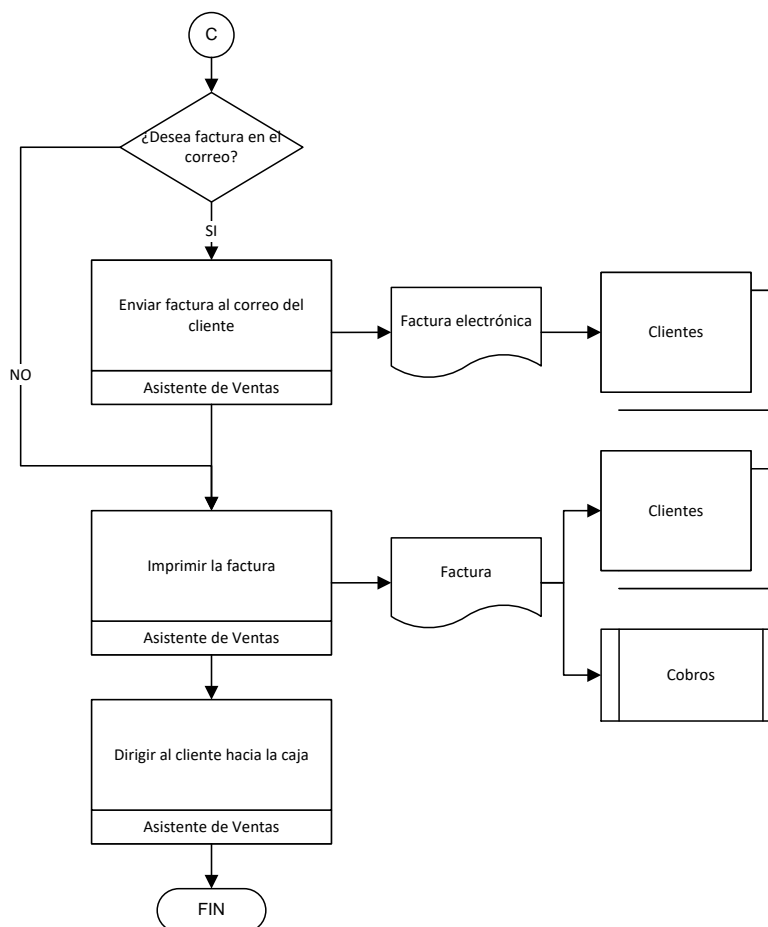 C
¿Desea factura en el
correo?
SI
Enviar factura al correo del
cliente
Asistente de Ventas
Factura electrónica
Clientes
NO
Imprimir la factura
Asistente de Ventas
Factura
Clientes
Cobros
Dirigir al cliente hacia la caja
Asistente de Ventas
FIN